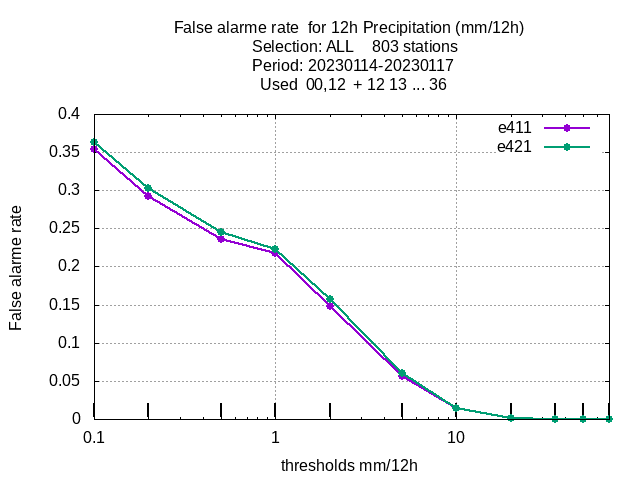 False alarme rate  for 12h Precipitation (mm/12h)
Selection: ALL    803 stations
Period: 20230114-20230117
Used  00,12  + 12 13 ... 36
e411
e421
False alarme rate
0.4
0.35
0.3
0.25
0.2
0.15
0.1
0.05
0
0.1 1 10
thresholds mm/12h